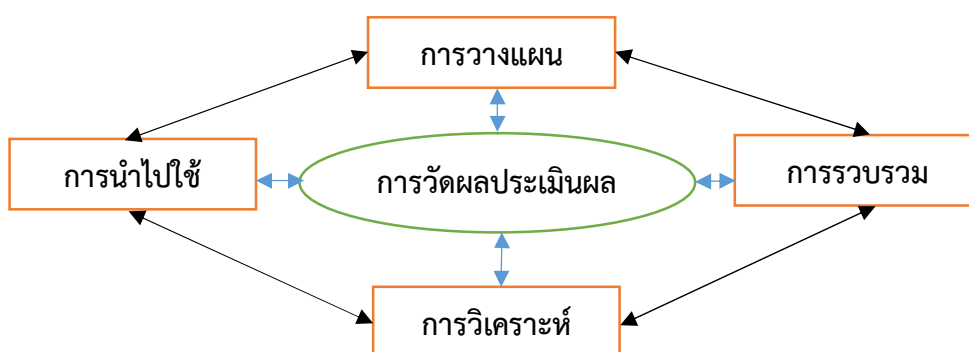 การวางแผน
การนำไปใช้
การวัดผลประเมินผล
การรวบรวม
การวิเคราะห์